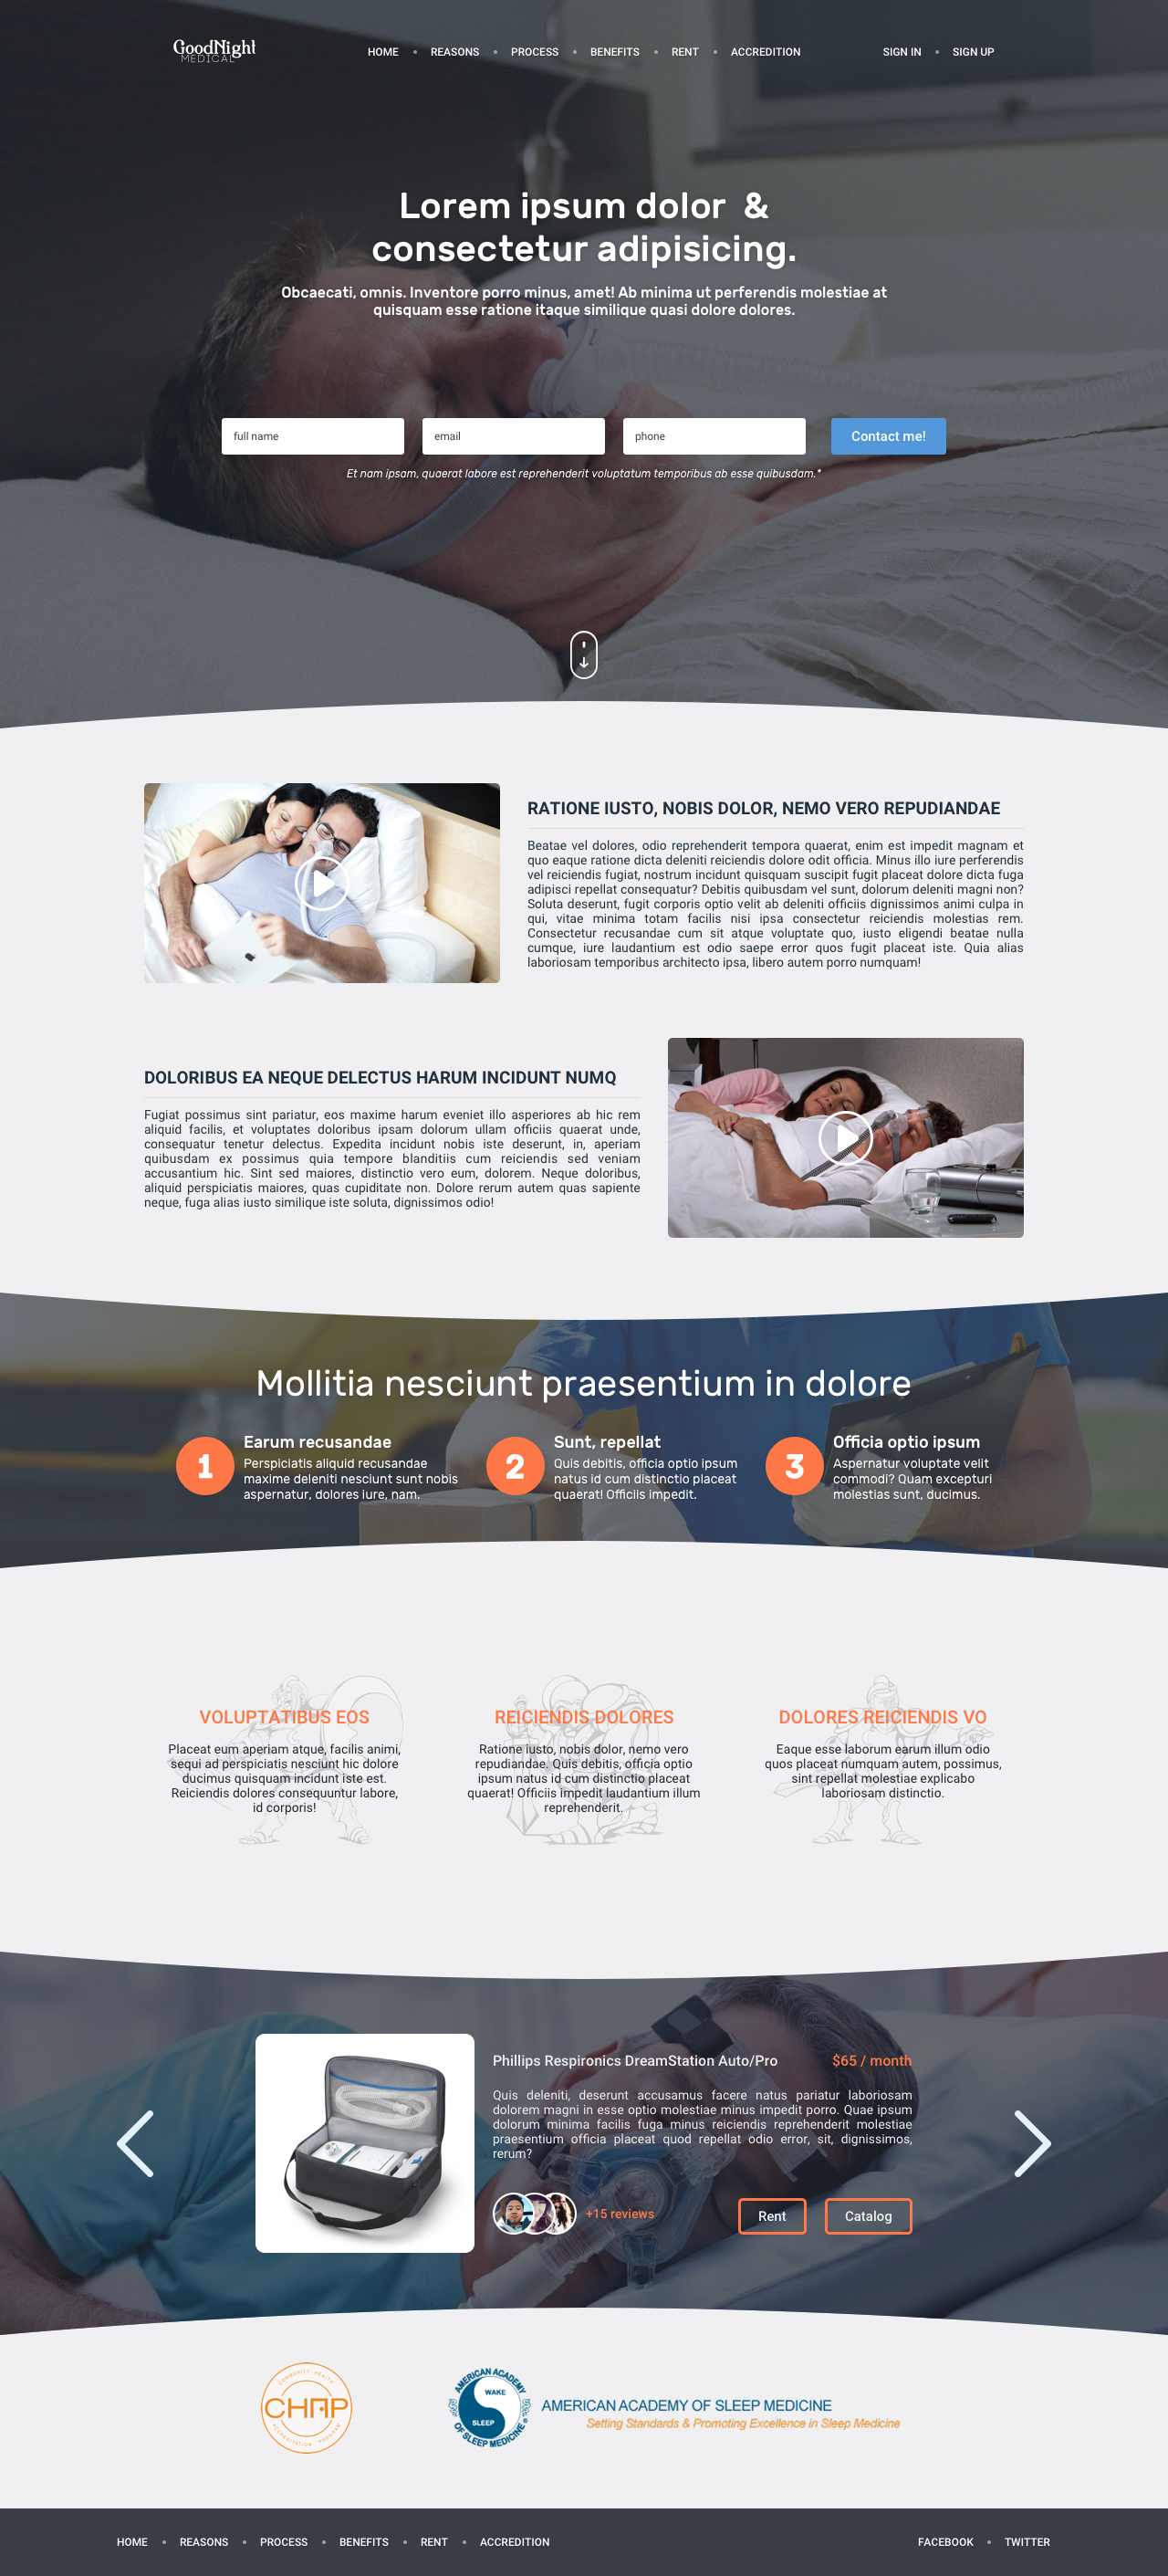 GoodNight
MEDICAL
HOME • REASONS • PROCESS • BENEFITS • RENT • ACCREDITION
SIGN IN • SIGN UP
Lorem ipsum dolor &
consectetur adipisicing.
Obcaecati, omnis. Inventore porro minus, amet! Ab minima ut perferendis molestiae at
quisquam esse ratione itaque similique quasi dolore dolores.
full name
email
phone
Contact me!
Et nam ipsam, quaerat labore est reprehenderit voluptatum temporibus ab esse quibusdam.*
RATIONE IUSTO, NOBIS DOLOR, NEMO VERO REPUDIANDAE
Beatae vel dolores, odio reprehenderit tempora quaerat, enim est impedit magnam et
quo eaque ratione dicta deleniti reiciendis dolore odit officia. Minus illo iure perferendis
vel reiciendis fugiat, nostrum incidunt quisquam suscipit fugit placeat dolore dicta fuga
adipisci repellat consequatur? Debitis quibusdam vel sunt, dolorum deleniti magni non?
Soluta deserunt, fugit corporis optio velit ab deleniti officiis dignissimos animi culpa in
qui, vitae minima totam facilis nisi ipsa consectetur reiciendis molestias rem.
Consectetur recusandae cum sit atque voluptate quo, iusto eligendi beatae nulla
cumque, iure laudantium est odio saepe error quos fugit placeat iste. Quia alias
laboriosam temporibus architecto ipsa, libero autem porro numquam!
DOLORIBUS EA NEQUE DELECTUS HARUM INCIDUNT NUMQ
Fugiat possimus sint pariatur, eos maxime harum eveniet illo asperiores ab hic rem
aliquid facilis, et voluptates doloribus ipsam dolorum ullam officiis quaerat unde,
consequatur tenetur delectus. Expedita incidunt nobis iste deserunt, in, aperiam
quibusdam ex possimus quia tempore blanditiis cum reiciendis sed veniam
accusantium hic. Sint sed maiores, distinctio vero eum, dolorem. Neque doloribus,
aliquid perspiciatis maiores, quas cupiditate non. Dolore rerum autem quas sapiente
neque, fuga alias iusto similique iste soluta, dignissimos odio!
Mollitia nesciunt praesentium in dolore
1
Earum recusandae
Perspiciatis aliquid recusandae
maxime deleniti nesciunt sunt nobis
aspernatur, dolores iure, nam.
2
Sunt, repellat
Quis debitis, officia optio ipsum
natus id cum distinctio placeat
quaerat! Officiis impedit.
3
Officia optio ipsum
Aspernatur voluptate velit
commodi? Quam excepturi
molestias sunt, ducimus.
VOLUPTATIBUS EOS
Placeat eum aperiam atque, facilis animi,
sequi ad perspiciatis nesciunt hic dolore
ducimus quisquam incidunt iste est.
Reiciendis dolores consequuntur labore,
id corporis!
REICIENDIS DOLORES
Ratione iusto, nobis dolor, nemo vero
repudiandae. Quis debitis, officia optio
ipsum natus id cum distinctio placeat
quaerat! Officiis impedit laudantium illum
reprehenderit.
DOLORES REICIENDIS VO
Eaque esse laborum earum illum odio
quos placeat numquam autem, possimus,
sint repellat molestiae explicabo
laboriosam distinctio.
Phillips Respironics DreamStation Auto/Pro
$65 / month
Quis deleniti, deserunt accusamus facere natus pariatur laboriosam
dolorem magni in esse optio molestiae minus impedit porro. Quae ipsum
dolorum minima facilis fuga minus reiciendis reprehenderit molestiae
praesentium officia placeat quod repellat odio error, sit, dignissimos,
rerum?
+15 reviews
Rent
Catalog
COMMUNITY HEALTH
CHAP
ACCREDITATION PROGRAM
AMERICAN ACADEMY
WAKE
SLEEP
OF SLEEP MEDICINE
AMERICAN ACADEMY OF SLEEP MEDICINE
Setting Standards & Promoting Excellence in Sleep Medicine
HOME • REASONS • PROCESS • BENEFITS • RENT • ACCREDITION
FACEBOOK • TWITTER